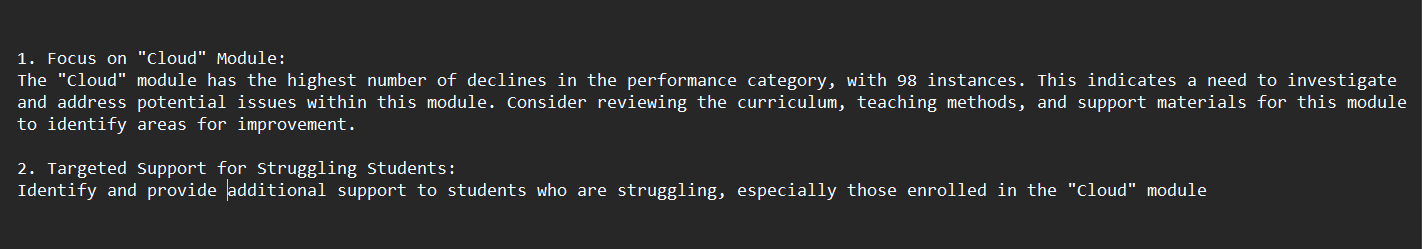 1. Focus on "Cloud" Module:
The "Cloud" module has the highest number of declines in the performance category, with 98 instances. This indicates a need to investigate
and address potential issues within this module. Consider reviewing the curriculum, teaching methods, and support materials for this module
to identify areas for improvement.
2. Targeted Support for Struggling Students:
Identify and provide additional support to students who are struggling, especially those enrolled in the "Cloud" module